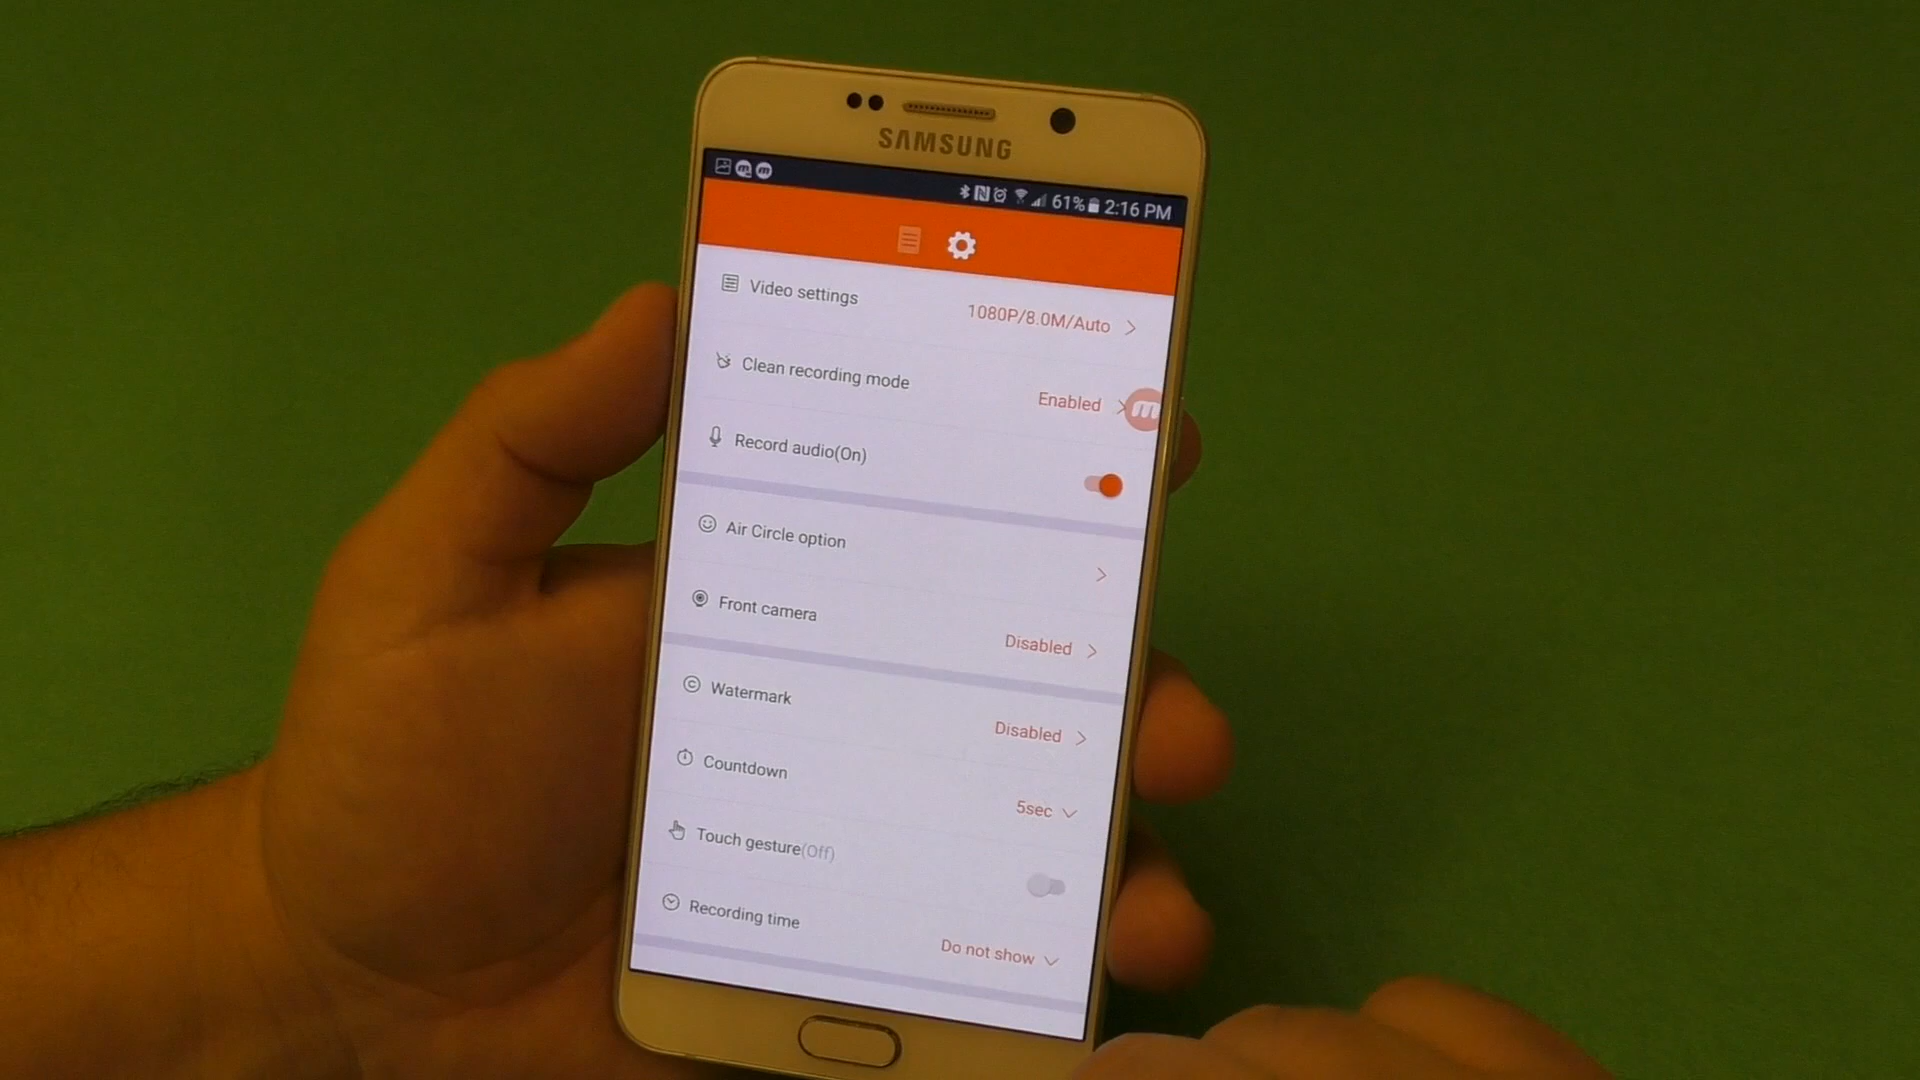 SAMSUNG
61% 2:16 PM
Video settings
1080P/8.0M/Auto
Clean recording mode
Enabled
m
Record audio(On)
Air Circle option
Front camera
Disabled
Watermark
Disabled
Countdown
5sec
Touch gesture(Off)
Recording time
Do not show